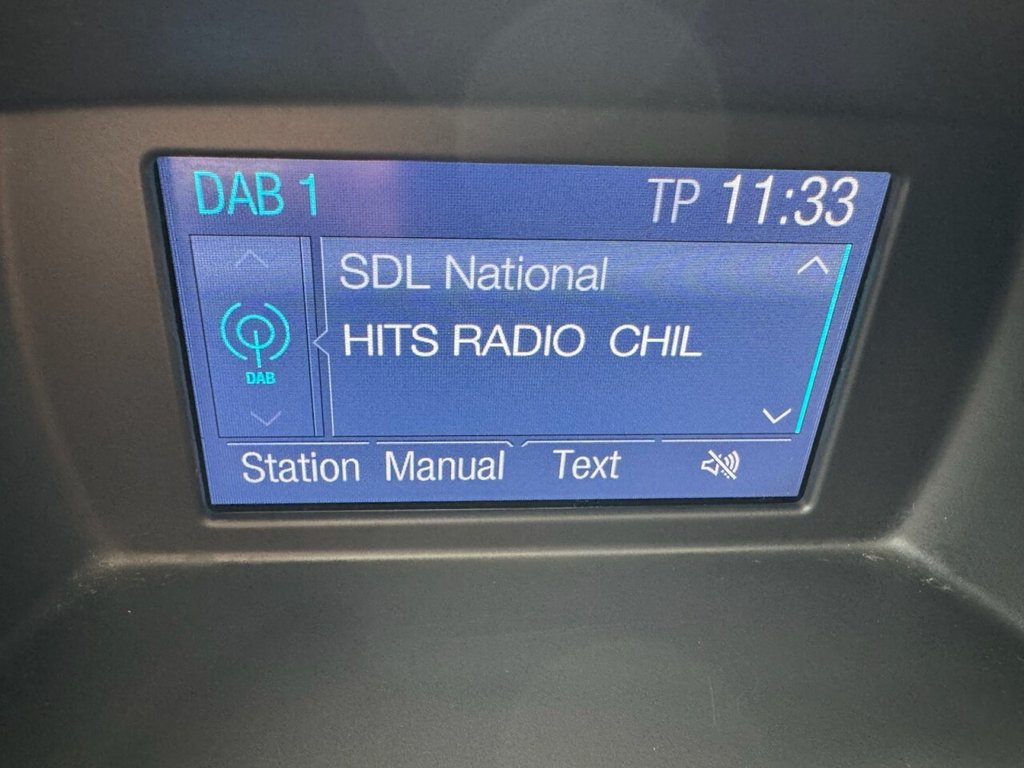 DAB 1 TP 11:33
SDL National
HITS RADIO CHIL
DAB
Station Manual Text